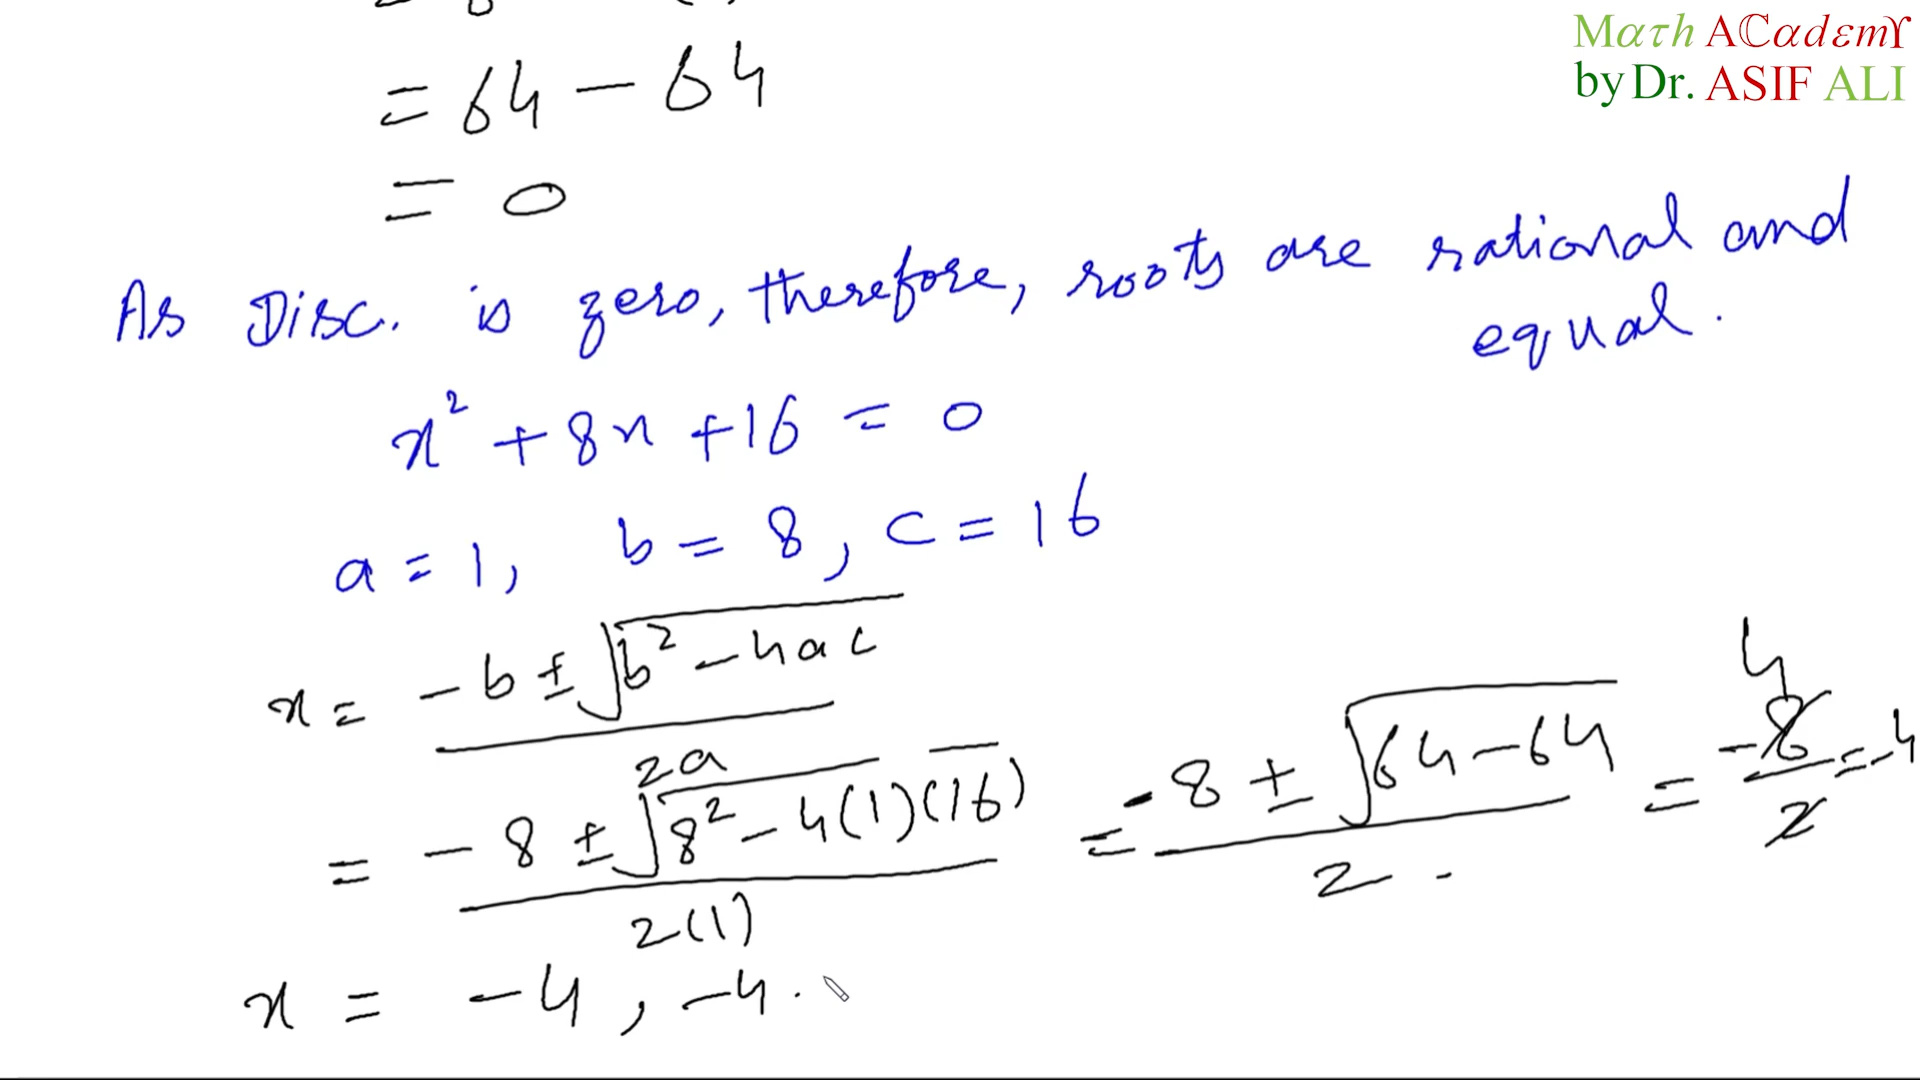 Math ACademy
by Dr. ASIF ALI
= 64 - 64
= 0
As Disc. is zero, therefore, roots are rational and
equal.
x² + 8x + 16 = 0
a = 1, b = 8, c = 16
x = -b ± √(b² - 4ac) / 2a
= -8 ± √(8² - 4(1)(16)) / 2(1) = -8 ± √(64 - 64) / 2 . = -8 / 2 = -4
4
x = -4, -4.